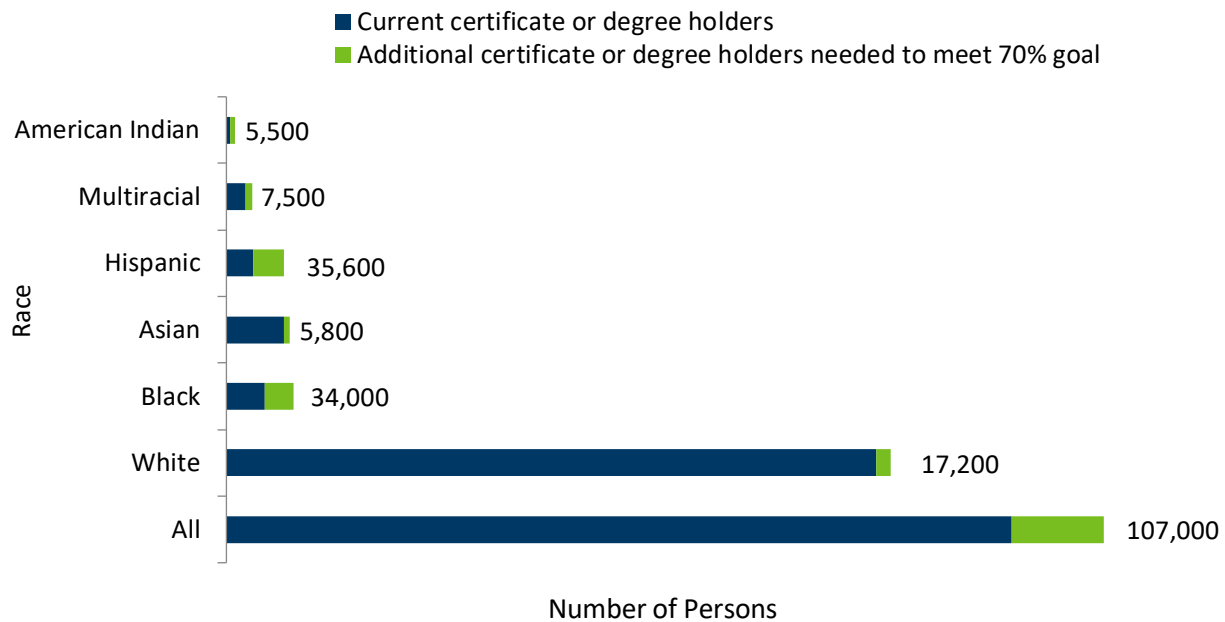 Current certificate or degree holders
Additional certificate or degree holders needed to meet 70% goal
American Indian
5,500
Multiracial
7,500
Hispanic
35,600
Race
Asian
5,800
Black
34,000
White
17,200
All
107,000
Number of Persons